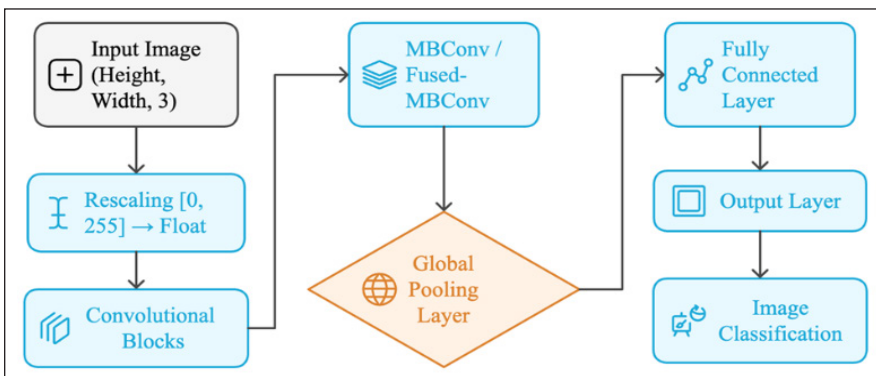 Input Image
(Height,
Width, 3)
Rescaling [0,
255] → Float
Convolutional
Blocks
MBConv /
Fused-
MBConv
Global
Pooling
Layer
Fully
Connected
Layer
Output Layer
Image
Classification